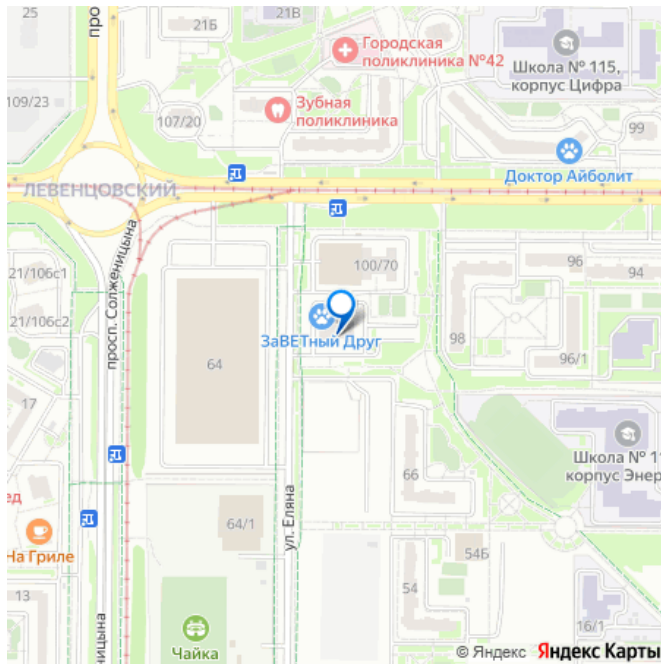 25
21Б
прос
Городская
поликлиника №42
Школа № 115,
корпус Цифра
109/23
107/20
Зубная
поликлиника
99
Доктор Айболит
ЛЕВЕНЦОВСКИЙ
21/106с1
просп. Солженицына
100/70
96
94
21/106с2
ЗаВЕТный Друг
64
98
96/1
17
Школа № 11
корпус Энер
66
ед
64/1
ул. Еляна
На Гриле
54Б
54
13
16/1
Чайка
еницына
© Яндекс Яндекс Карты